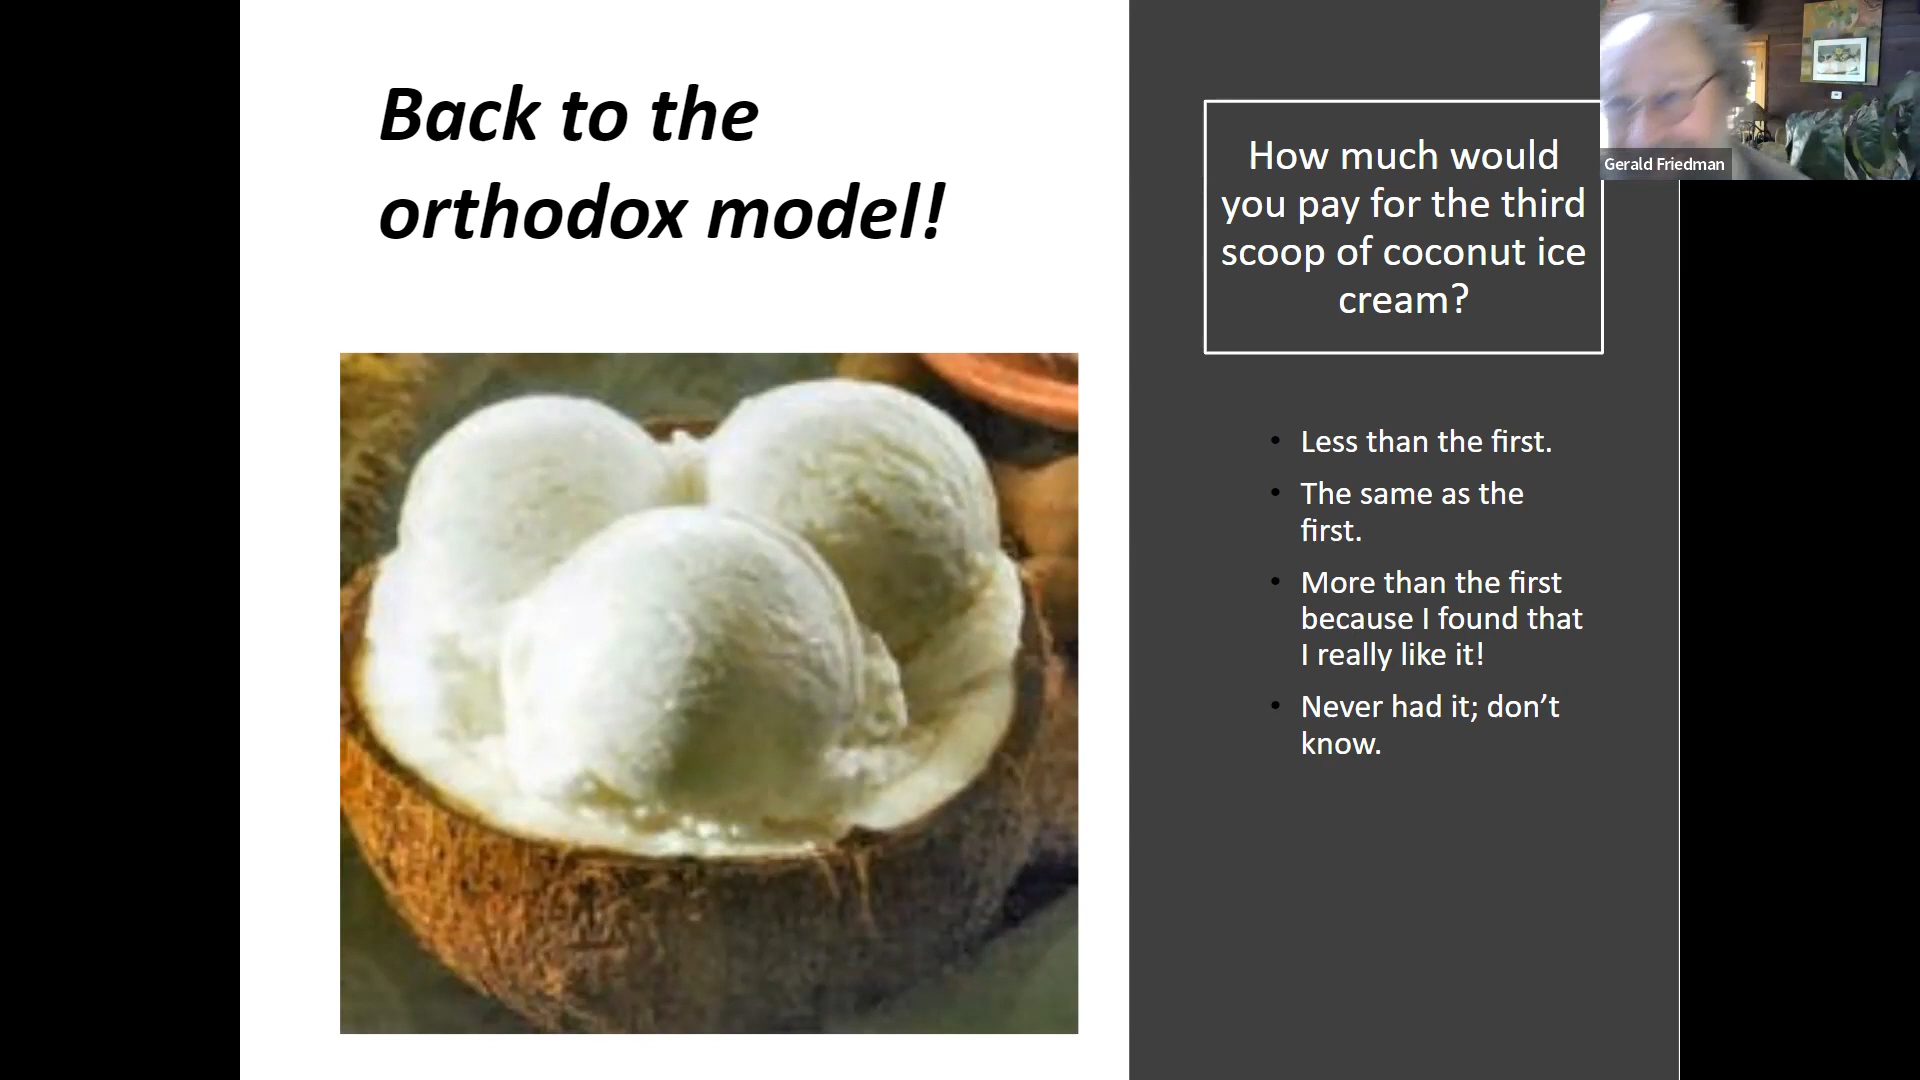 Back to the
orthodox model!
How much would
you pay for the third
scoop of coconut ice
cream?
Gerald Friedman
• Less than the first.
• The same as the
first.
• More than the first
because I found that
I really like it!
• Never had it; don’t
know.